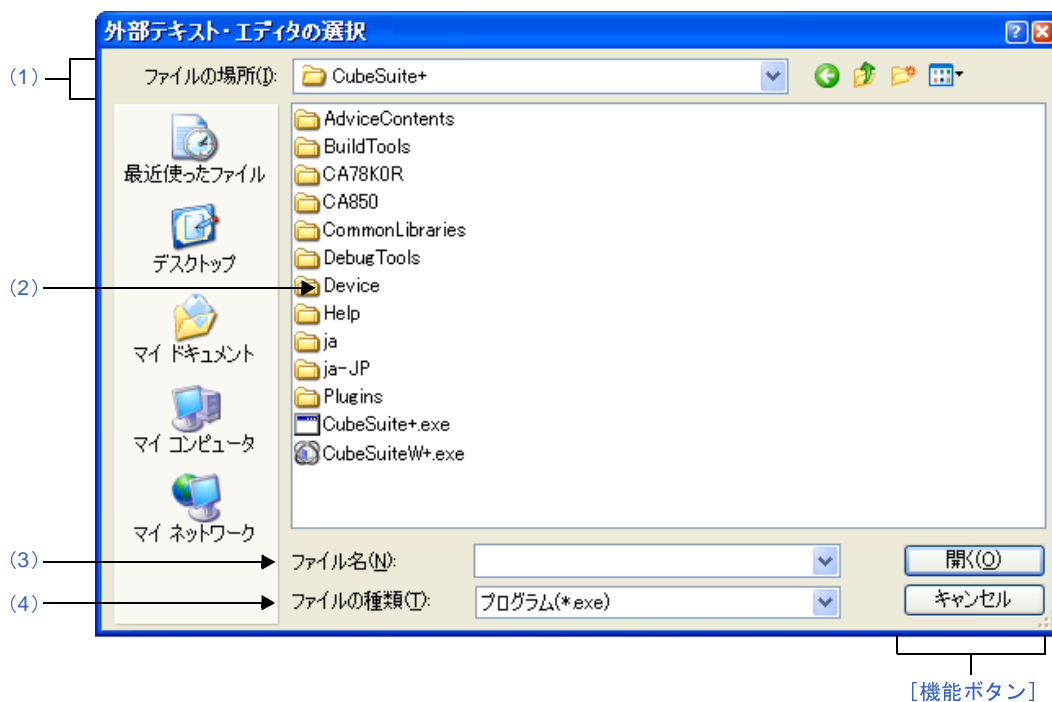 外部テキスト・エディタの選択
(1)
ファイルの場所(I):
CubeSuite+
最近使ったファイル
デスクトップ
マイ ドキュメント
マイ コンピュータ
マイ ネットワーク
AdviceContents
BuildTools
CA78K0R
CA850
CommonLibraries
DebugTools
(2)
Device
Help
ja
ja-JP
Plugins
CubeSuite+.exe
CubeSuiteW+.exe
(3)
ファイル名(N):
開く(O)
(4)
ファイルの種類(T):
プログラム(*.exe)
キャンセル
[機能ボタン]